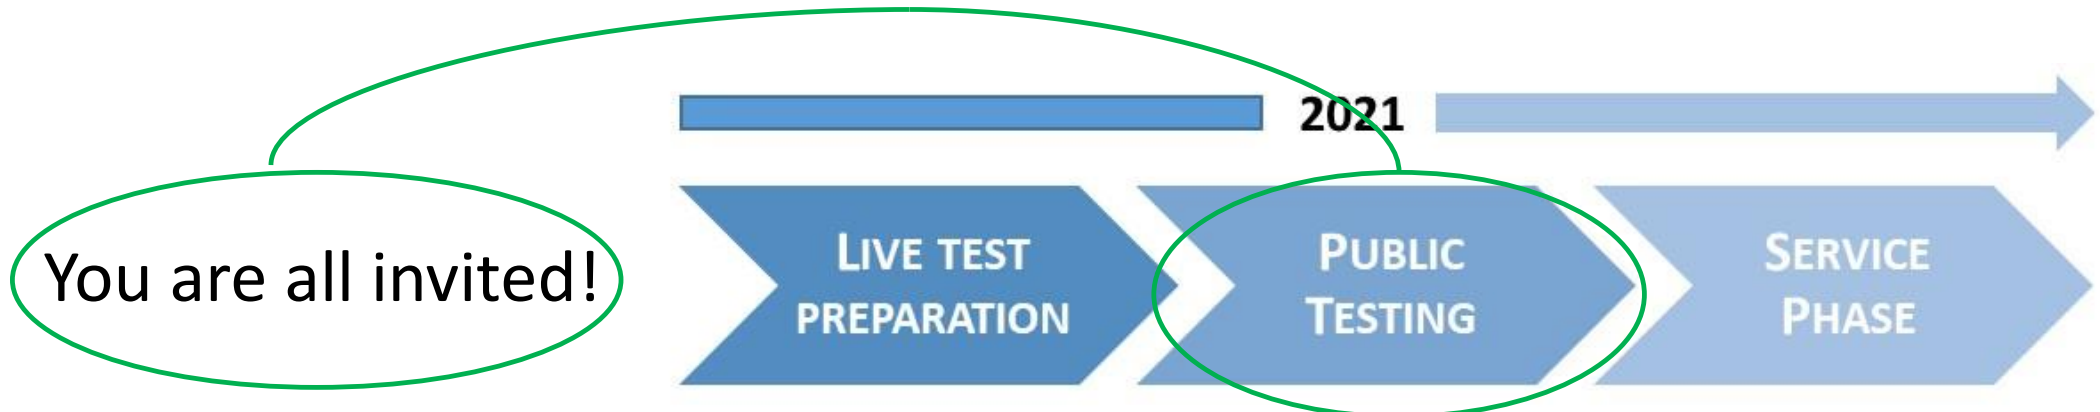 2021
You are all invited!
LIVE TEST
PREPARATION
PUBLIC
TESTING
SERVICE
PHASE